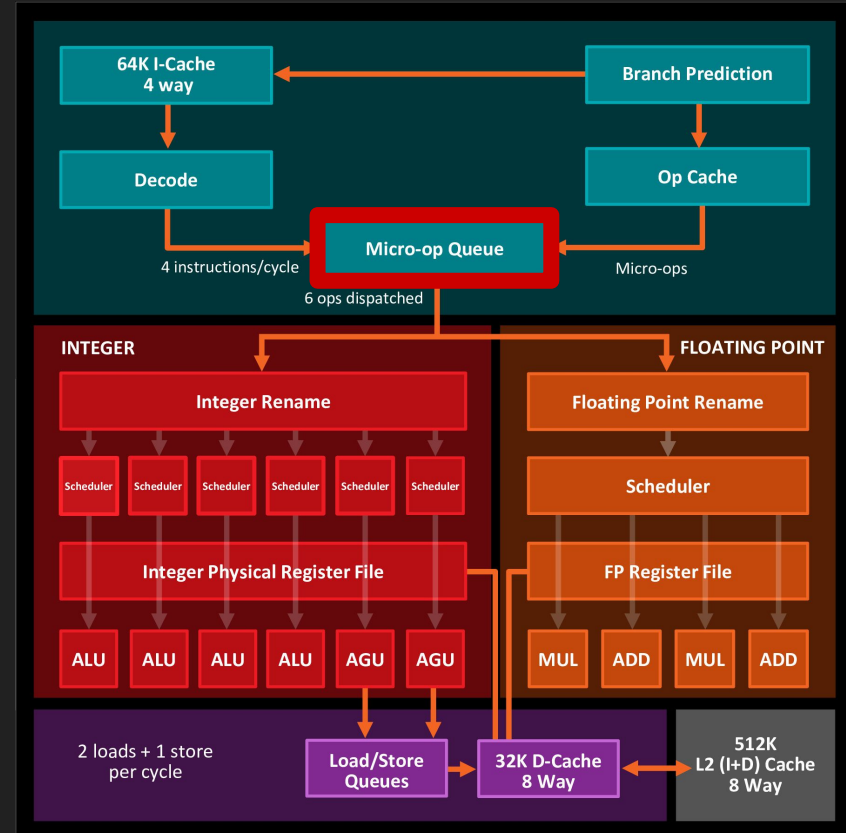 64K I-Cache
4 way
Branch Prediction
Decode
Op Cache
Micro-op Queue
4 instructions/cycle
Micro-ops
6 ops dispatched
INTEGER
FLOATING POINT
Integer Rename
Floating Point Rename
Scheduler
Scheduler
Scheduler
Scheduler
Scheduler
Scheduler
Scheduler
Integer Physical Register File
FP Register File
ALU
ALU
ALU
ALU
AGU
AGU
MUL
ADD
MUL
ADD
2 loads + 1 store
per cycle
Load/Store
Queues
32K D-Cache
8 Way
512K
L2 (I+D) Cache
8 Way